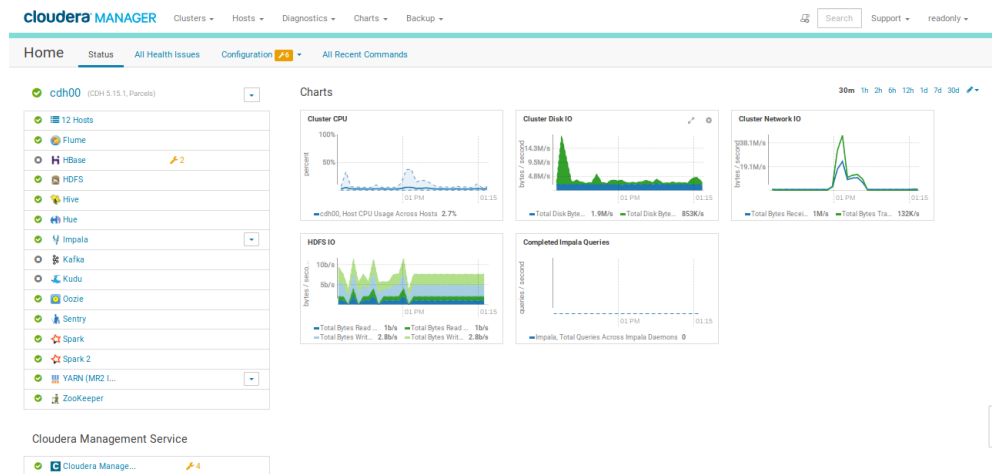 cloudera MANAGER Clusters Hosts Diagnostics Charts Backup Search Support readonly
Home Status All Health Issues Configuration 6 All Recent Commands
cdh00 (CDH 5.15.1, Parcels)
12 Hosts
Flume
HBase 2
HDFS
Hive
Hue
Impala
Kafka
Kudu
Oozie
Sentry
Spark
Spark 2
YARN (MR2 I...
ZooKeeper
Cloudera Management Service
Cloudera Manage... 4
Charts 30m 1h 2h 6h 12h 1d 7d 30d
Cluster CPU
percent
100%
50%
01 PM 01:15
cdh00, Host CPU Usage Across Hosts 2.7%
Cluster Disk IO
bytes / second
14.3M/s
9.5M/s
4.8M/s
01 PM 01:15
Total Disk Byte... 1.9M/s Total Disk Byte... 853K/s
Cluster Network IO
bytes / second
38.1M/s
19.1M/s
01 PM 01:15
Total Bytes Recei... 1M/s Total Bytes Tra... 132K/s
HDFS IO
bytes / seco...
10b/s
5b/s
01 PM 01:15
Total Bytes Read ... 1b/s Total Bytes Read ... 1b/s
Total Bytes Writ... 2.8b/s Total Bytes Writ... 2.8b/s
Completed Impala Queries
queries / second
01 PM 01:15
Impala, Total Queries Across Impala Daemons 0